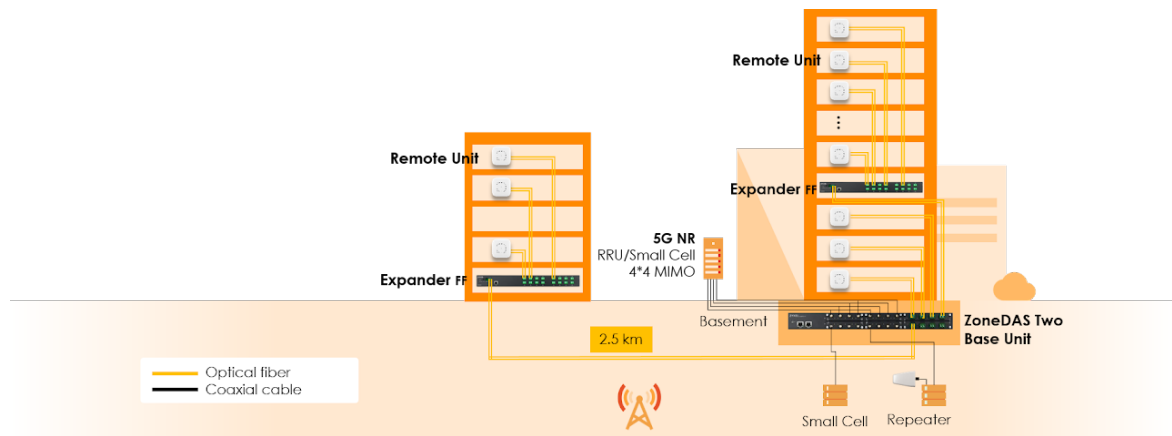 Remote Unit
Remote Unit
Expander FF
5G NR
RRU/Small Cell
4*4 MIMO
Expander FF
Basement
ZoneDAS Two
Base Unit
2.5 km
Optical fiber
Coaxial cable
Small Cell
Repeater